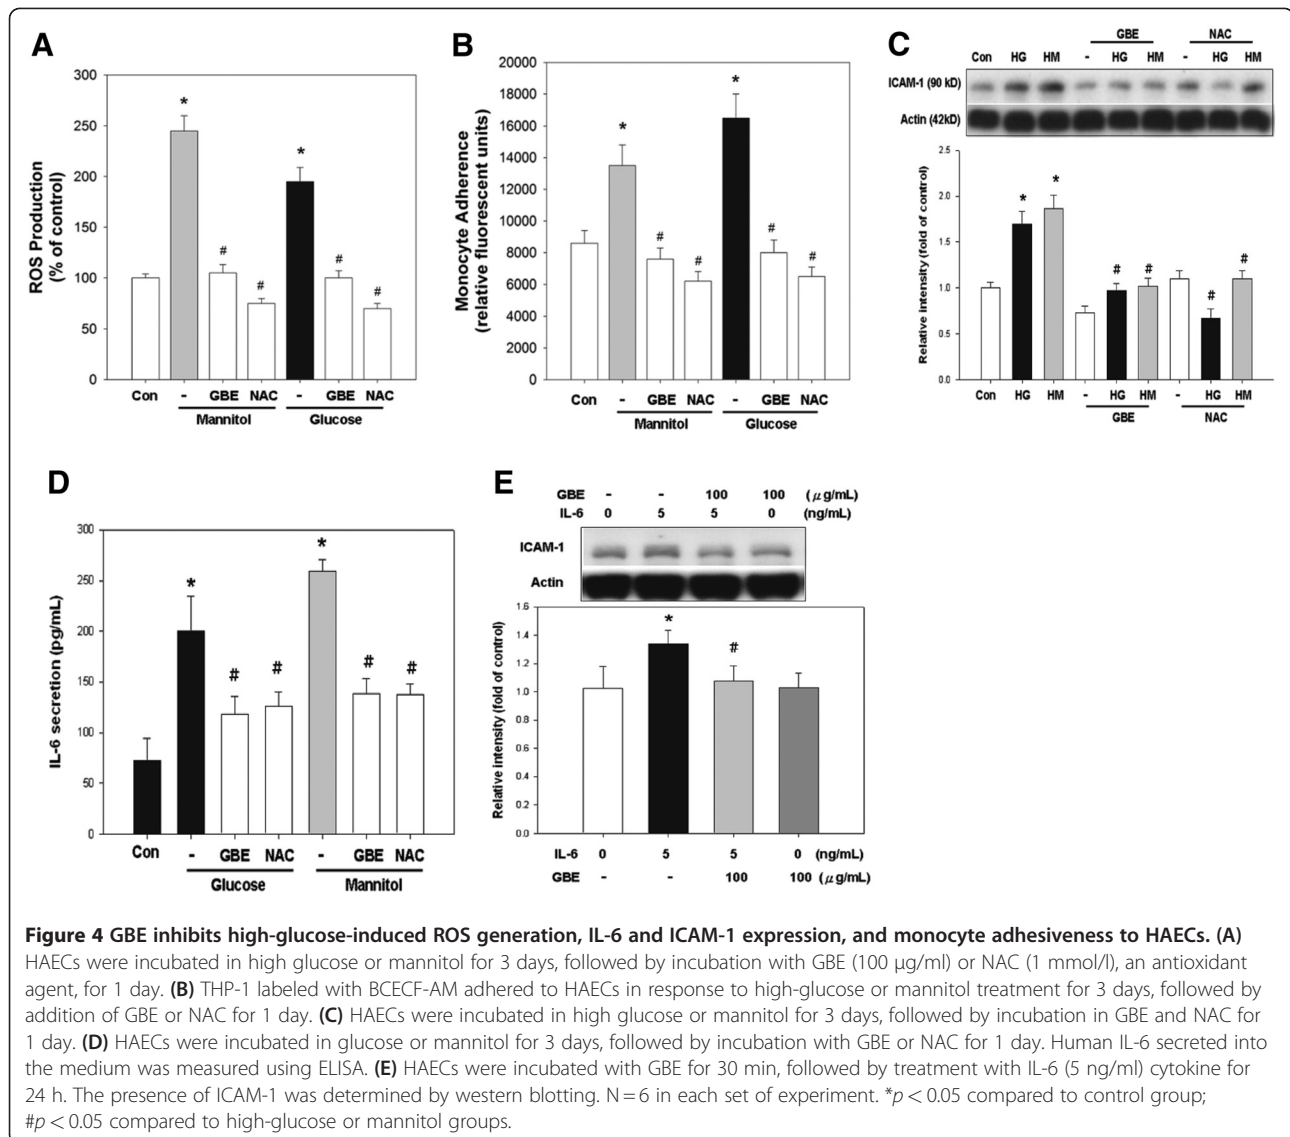 A
300
250
200
150
100
50
0
ROS Production
(% of control)
*
#
#
*
#
#
Con - GBE NAC - GBE NAC
Mannitol Glucose
B
20000
18000
16000
14000
12000
10000
8000
6000
4000
2000
0
Monocyte Adherence
(relative fluorescent units)
*
#
#
*
#
#
Con - GBE NAC - GBE NAC
Mannitol Glucose
C
GBE NAC
Con HG HM - HG HM - HG HM
ICAM-1 (90 kD)
Actin (42kD)
2.5
2.0
1.5
1.0
0.5
0.0
Relative intensity (fold of control)
*
*
#
#
#
#
Con HG HM - HG HM - HG HM
GBE NAC
D
300
250
200
150
100
50
0
IL-6 secretion (pg/mL)
*
#
#
*
#
#
Con - GBE NAC - GBE NAC
Glucose Mannitol
E
GBE - - 100 100 (μg/mL)
IL-6 0 5 5 0 (ng/mL)
ICAM-1
Actin
1.6
1.4
1.2
1.0
0.8
0.6
0.4
0.2
0.0
Relative intensity (fold of control)
*
#
IL-6 0 5 5 0 (ng/mL)
GBE - - 100 100 (μg/mL)
Figure 4 GBE inhibits high-glucose-induced ROS generation, IL-6 and ICAM-1 expression, and monocyte adhesiveness to HAECs. (A)
HAECs were incubated in high glucose or mannitol for 3 days, followed by incubation with GBE (100 μg/ml) or NAC (1 mmol/l), an antioxidant
agent, for 1 day. (B) THP-1 labeled with BCECF-AM adhered to HAECs in response to high-glucose or mannitol treatment for 3 days, followed by
addition of GBE or NAC for 1 day. (C) HAECs were incubated in high glucose or mannitol for 3 days, followed by incubation in GBE and NAC for
1 day. (D) HAECs were incubated in glucose or mannitol for 3 days, followed by incubation with GBE or NAC for 1 day. Human IL-6 secreted into
the medium was measured using ELISA. (E) HAECs were incubated with GBE for 30 min, followed by treatment with IL-6 (5 ng/ml) cytokine for
24 h. The presence of ICAM-1 was determined by western blotting. N = 6 in each set of experiment. *p < 0.05 compared to control group;
#p < 0.05 compared to high-glucose or mannitol groups.